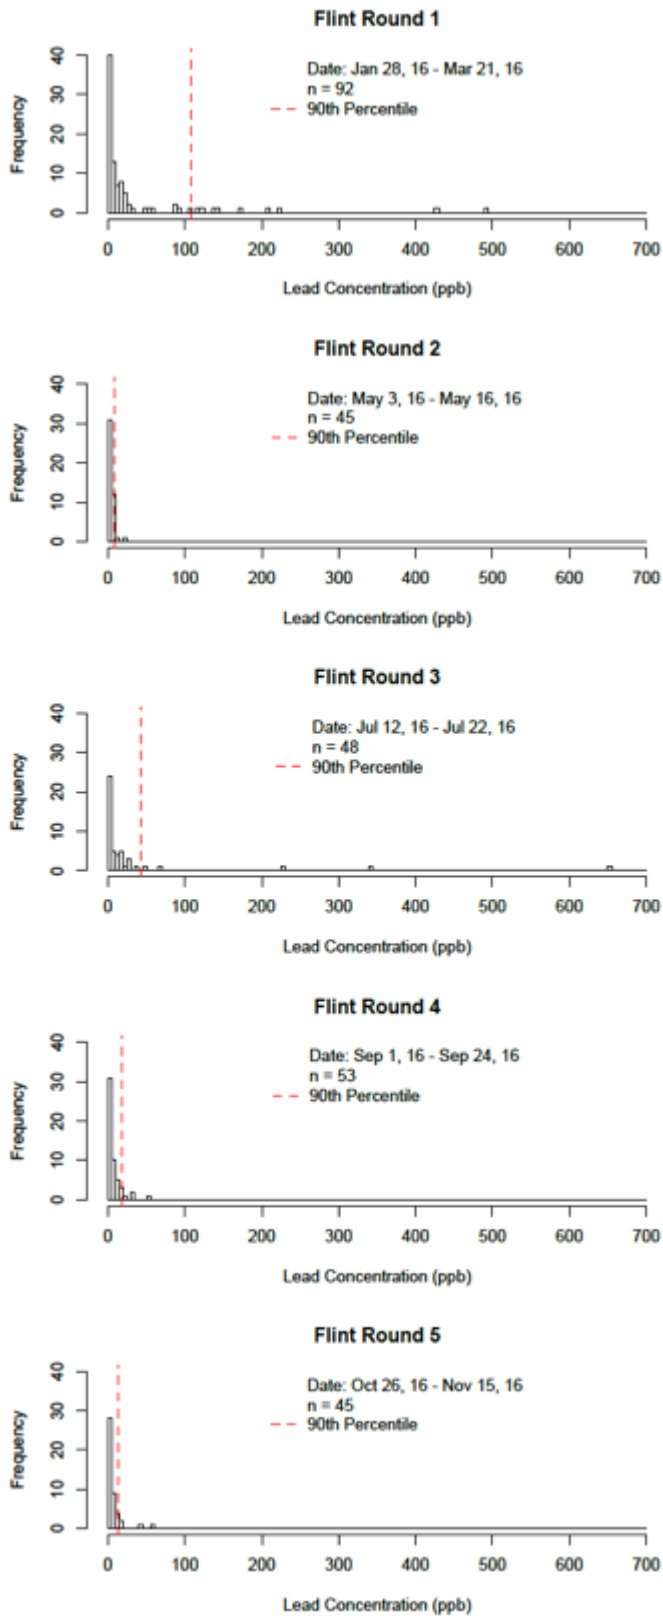 Flint Round 1
Date: Jan 28, 16 - Mar 21, 16
n = 92
90th Percentile
Frequency
40
30
20
10
0
0 100 200 300 400 500 600 700
Lead Concentration (ppb)
Flint Round 2
Date: May 3, 16 - May 16, 16
n = 45
90th Percentile
Frequency
40
30
20
10
0
0 100 200 300 400 500 600 700
Lead Concentration (ppb)
Flint Round 3
Date: Jul 12, 16 - Jul 22, 16
n = 48
90th Percentile
Frequency
40
30
20
10
0
0 100 200 300 400 500 600 700
Lead Concentration (ppb)
Flint Round 4
Date: Sep 1, 16 - Sep 24, 16
n = 53
90th Percentile
Frequency
40
30
20
10
0
0 100 200 300 400 500 600 700
Lead Concentration (ppb)
Flint Round 5
Date: Oct 26, 16 - Nov 15, 16
n = 45
90th Percentile
Frequency
40
30
20
10
0
0 100 200 300 400 500 600 700
Lead Concentration (ppb)